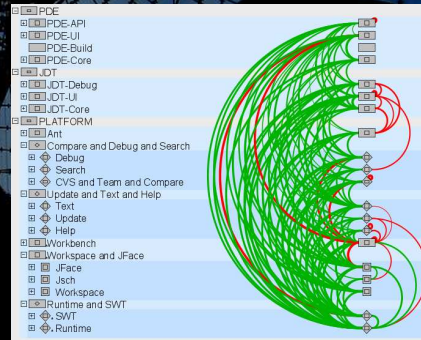 PDE
PDE-API
PDE-UI
PDE-Build
PDE-Core
JDT
JDT-Debug
JDT-UI
JDT-Core
PLATFORM
Ant
Compare and Debug and Search
Debug
Search
CVS and Team and Compare
Update and Text and Help
Text
Update
Help
Workbench
Workspace and JFace
JFace
Jsch
Workspace
Runtime and SWT
SWT
Runtime